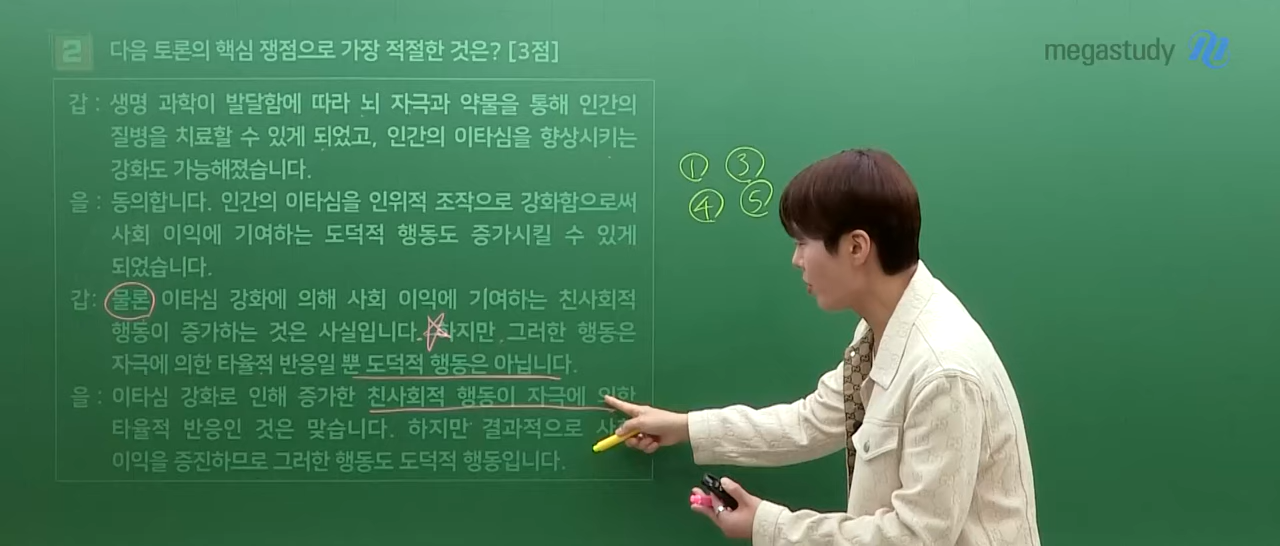 2 다음 토론의 핵심 쟁점으로 가장 적절한 것은? [3점]
megastudy m
갑 : 생명 과학이 발달함에 따라 뇌 자극과 약물을 통해 인간의
질병을 치료할 수 있게 되었고, 인간의 이타심을 향상시키는
강화도 가능해졌습니다.
① ③
④ ⑤
을 : 동의합니다. 인간의 이타심을 인위적 조작으로 강화함으로써
사회 이익에 기여하는 도덕적 행동도 증가시킬 수 있게
되었습니다.
갑: 물론 이타심 강화에 의해 사회 이익에 기여하는 친사회적
행동이 증가하는 것은 사실입니다. 하지만 그러한 행동은
자극에 의한 타율적 반응일 뿐 도덕적 행동은 아닙니다.
을 : 이타심 강화로 인해 증가한 친사회적 행동이 자극에 의한
타율적 반응인 것은 맞습니다. 하지만 결과적으로
이익을 증진하므로 그러한 행동도 도덕적 행동입니다.